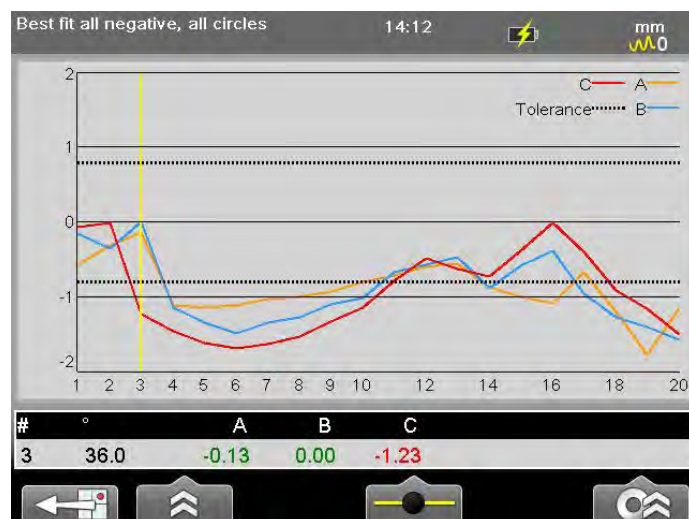 Best fit all negative, all circles 14:12 mm
0
2
C A
Tolerance B
1
0
-1
-2
1 2 3 4 5 6 7 8 9 10 12 14 16 18 20
# ° A B C
3 36.0 -0.13 0.00 -1.23